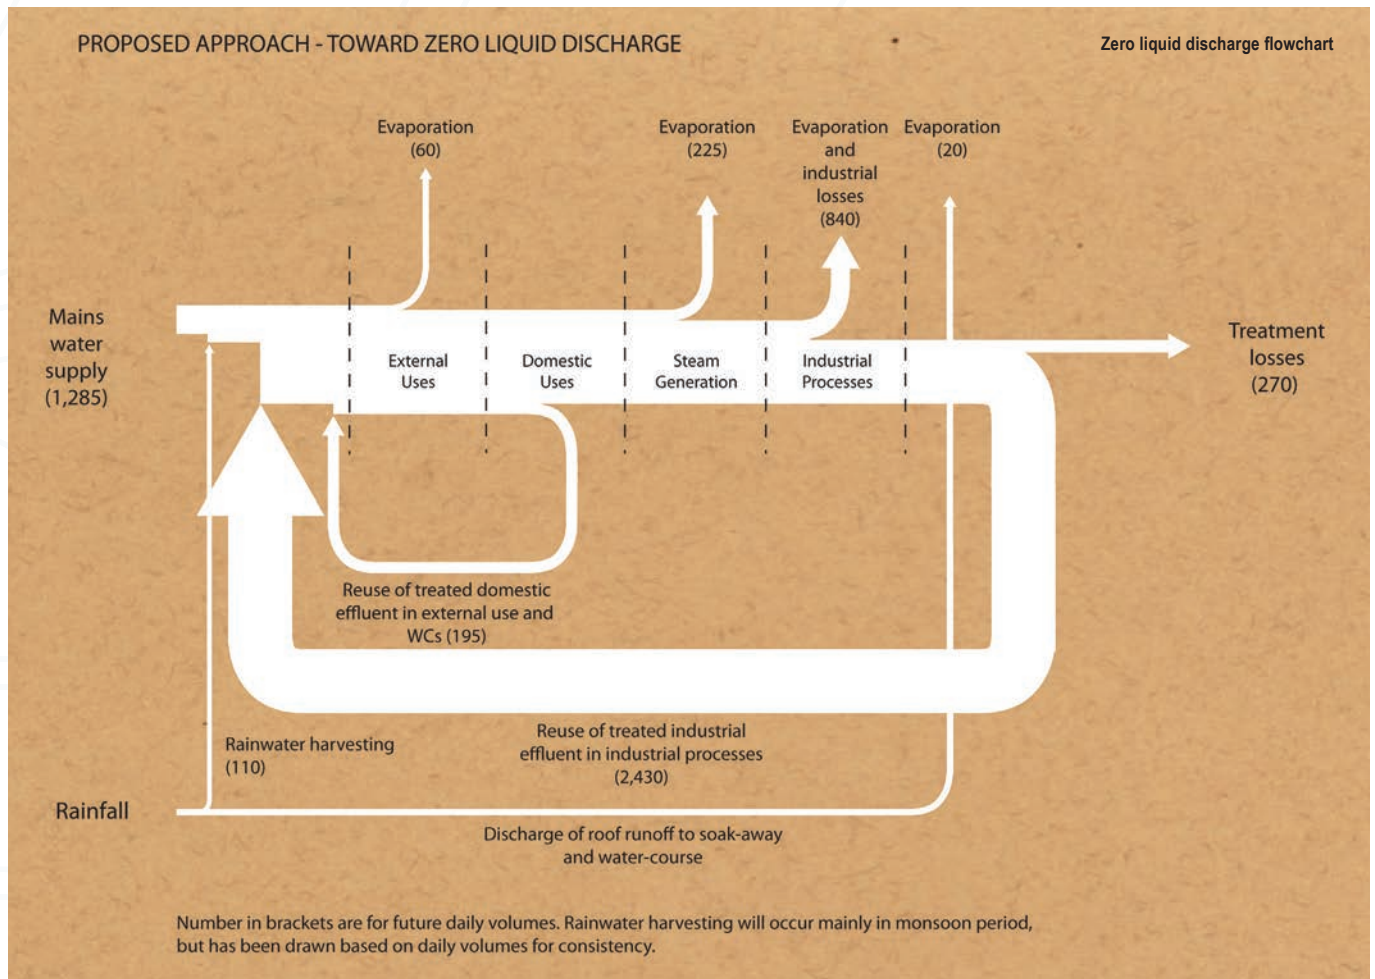 PROPOSED APPROACH - TOWARD ZERO LIQUID DISCHARGE
Zero liquid discharge flowchart
Evaporation
(60)
Evaporation
(225)
Evaporation
and
industrial
losses
(840)
Evaporation
(20)
Mains
water
supply
(1,285)
External
Uses
Domestic
Uses
Steam
Generation
Industrial
Processes
Treatment
losses
(270)
Reuse of treated domestic
effluent in external use and
WCs (195)
Rainwater harvesting
(110)
Reuse of treated industrial
effluent in industrial processes
(2,430)
Rainfall
Discharge of roof runoff to soak-away
and water-course
Number in brackets are for future daily volumes. Rainwater harvesting will occur mainly in monsoon period,
but has been drawn based on daily volumes for consistency.